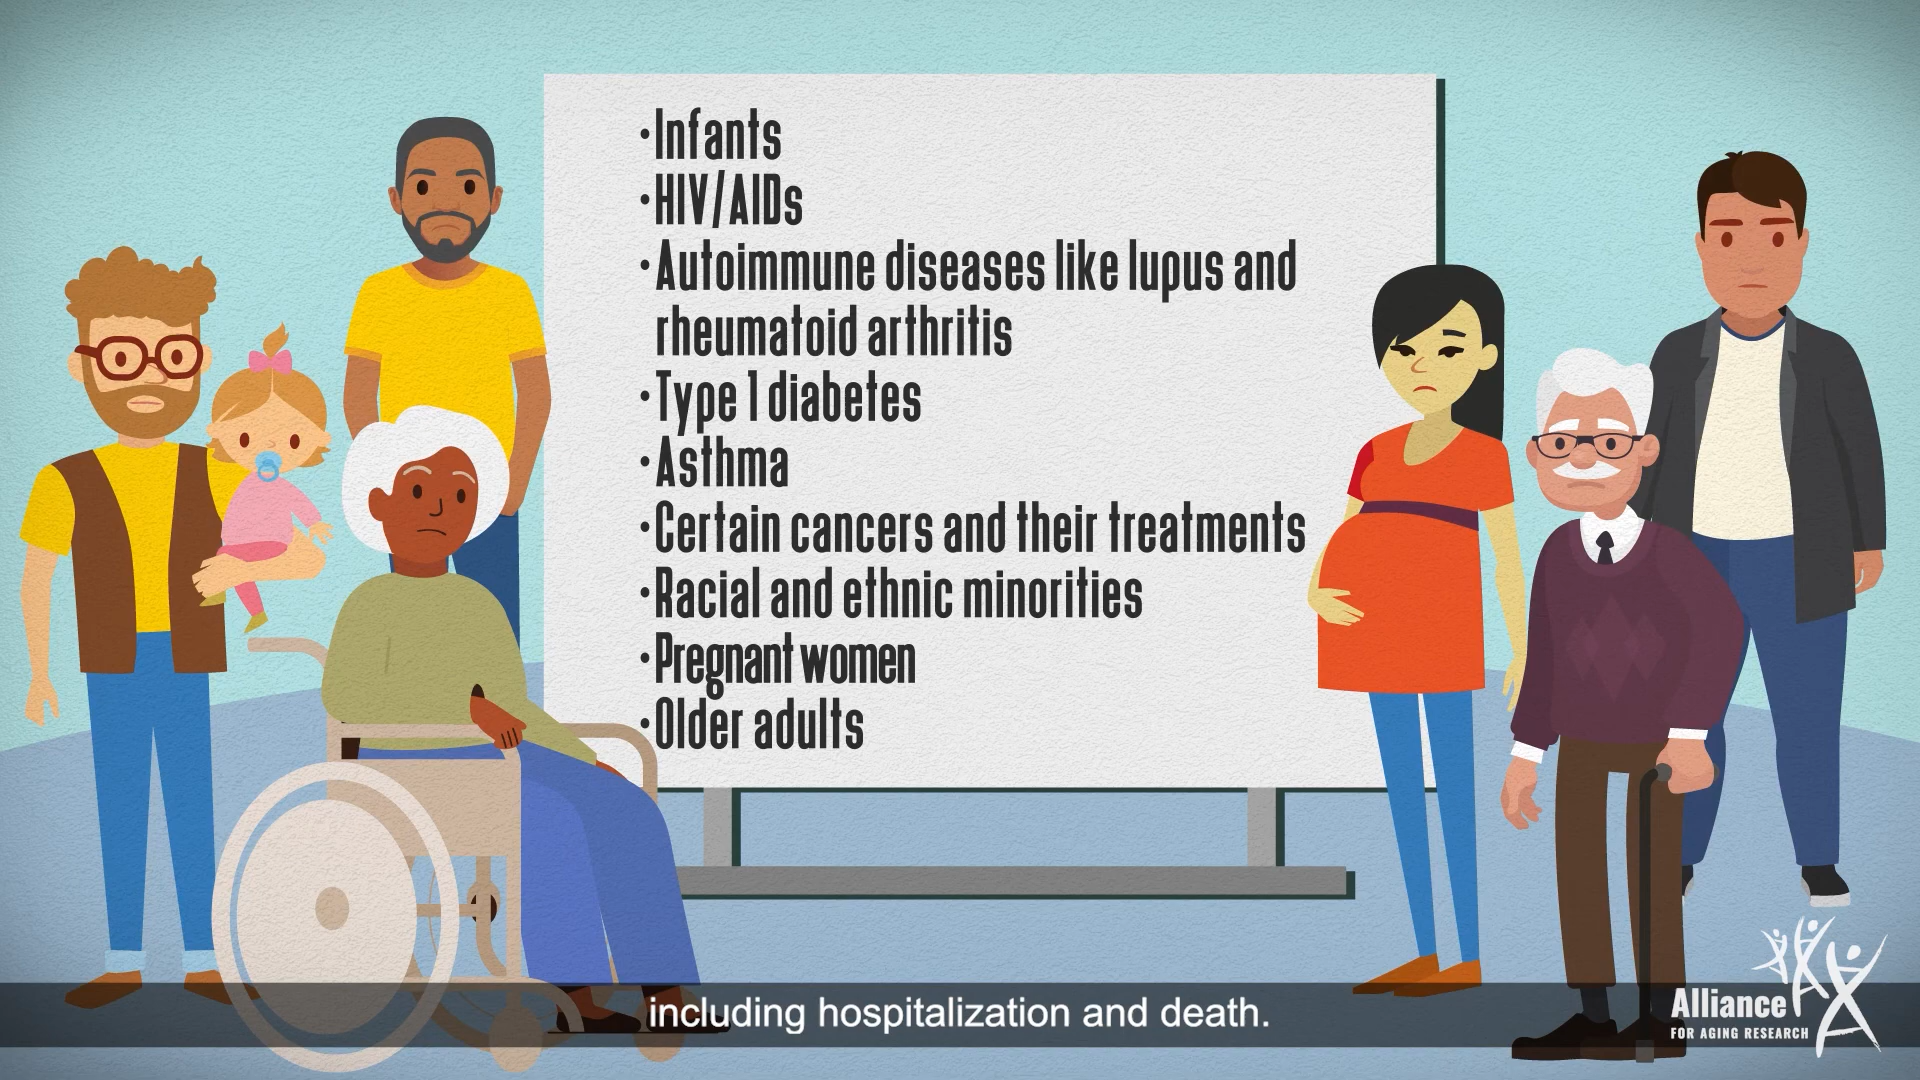 •Infants
•HIV/AIDs
•Autoimmune diseases like lupus and
rheumatoid arthritis
•Type 1 diabetes
•Asthma
•Certain cancers and their treatments
•Racial and ethnic minorities
•Pregnant women
•Older adults
including hospitalization and death.
Alliance
FOR AGING RESEARCH